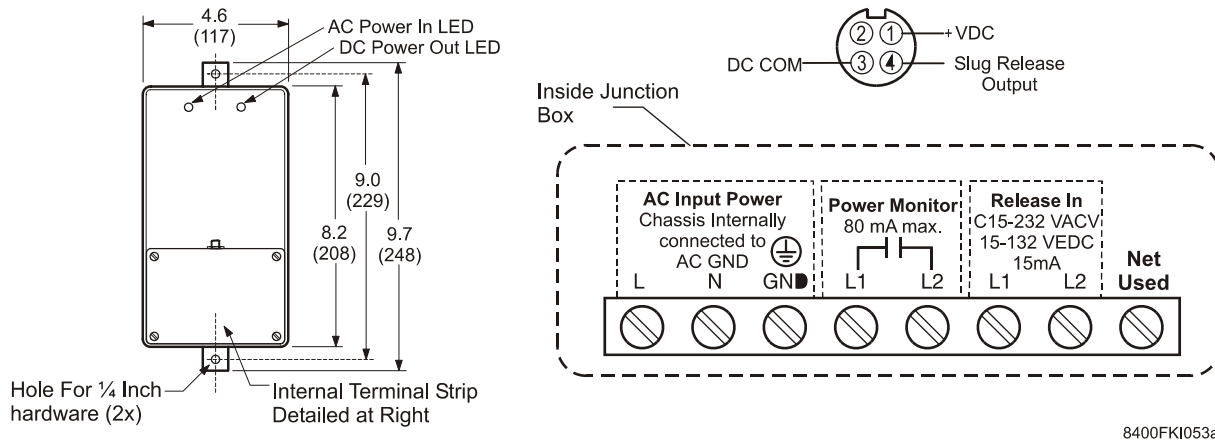 4.6
(117)
AC Power In LED
DC Power Out LED
9.0
(229)
8.2
(208)
9.7
(248)
Hole For ¼ Inch
hardware (2x)
Internal Terminal Strip
Detailed at Right
2
1
+VDC
DC COM
3
4
Slug Release
Output
Inside Junction
Box
AC Input Power
Chassis Internally
connected to
AC GND
L
N
GND
Power Monitor
80 mA max.
L1
L2
Release In
C15-232 VACV
15-132 VEDC
15mA
L1
L2
Net
Used
8400FKI053a